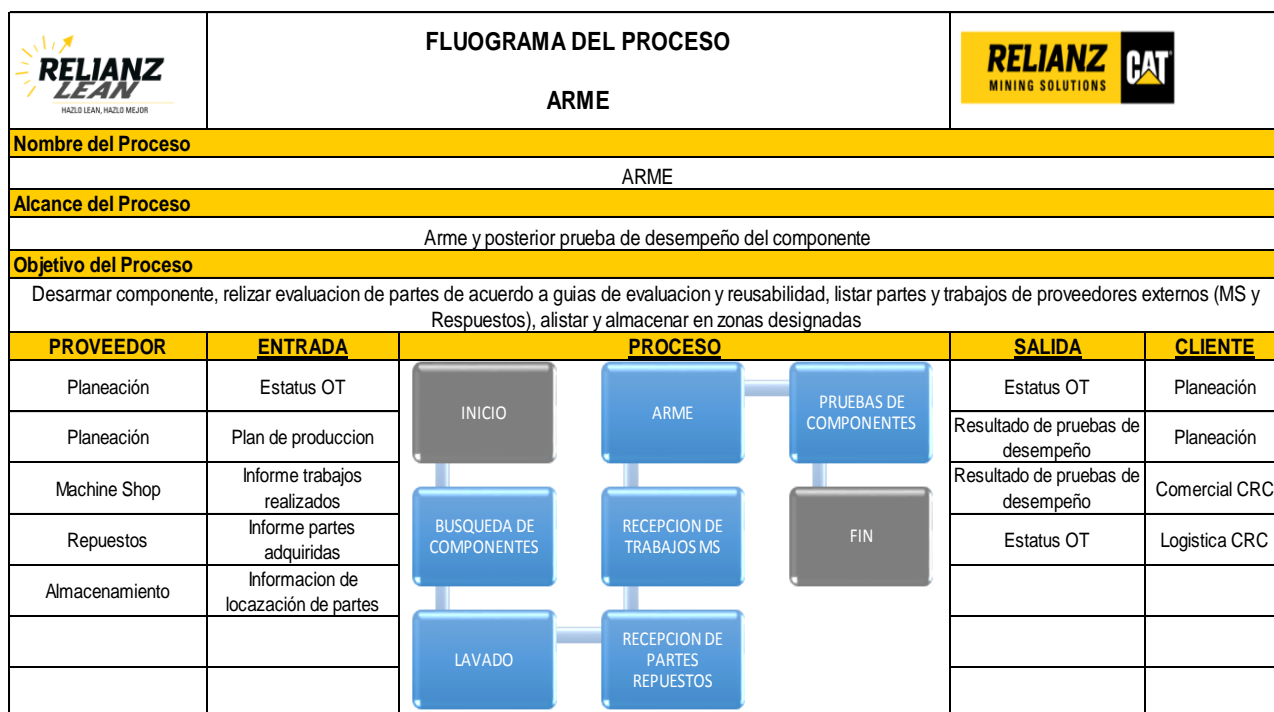 RELIANZ
LEAN
HAZLO LEAN, HAZLO MEJOR
FLUOGRAMA DEL PROCESO
ARME
RELIANZ
MINING SOLUTIONS
CAT
Nombre del Proceso
ARME
Alcance del Proceso
Arme y posterior prueba de desempeño del componente
Objetivo del Proceso
Desarmar componente, relizar evaluacion de partes de acuerdo a guias de evaluacion y reusabilidad, listar partes y trabajos de proveedores externos (MS y
Respuestos), alistar y almacenar en zonas designadas
PROVEEDOR
ENTRADA
PROCESO
SALIDA
CLIENTE
Planeación
Estatus OT
Planeación
Plan de produccion
Machine Shop
Informe trabajos
realizados
Repuestos
Informe partes
adquiridas
Almacenamiento
Informacion de
locazación de partes
INICIO
BUSQUEDA DE
COMPONENTES
LAVADO
RECEPCION DE
PARTES
REPUESTOS
RECEPCION DE
TRABAJOS MS
ARME
PRUEBAS DE
COMPONENTES
FIN
Estatus OT
Planeación
Resultado de pruebas de
desempeño
Planeación
Resultado de pruebas de
desempeño
Comercial CRC
Estatus OT
Logistica CRC